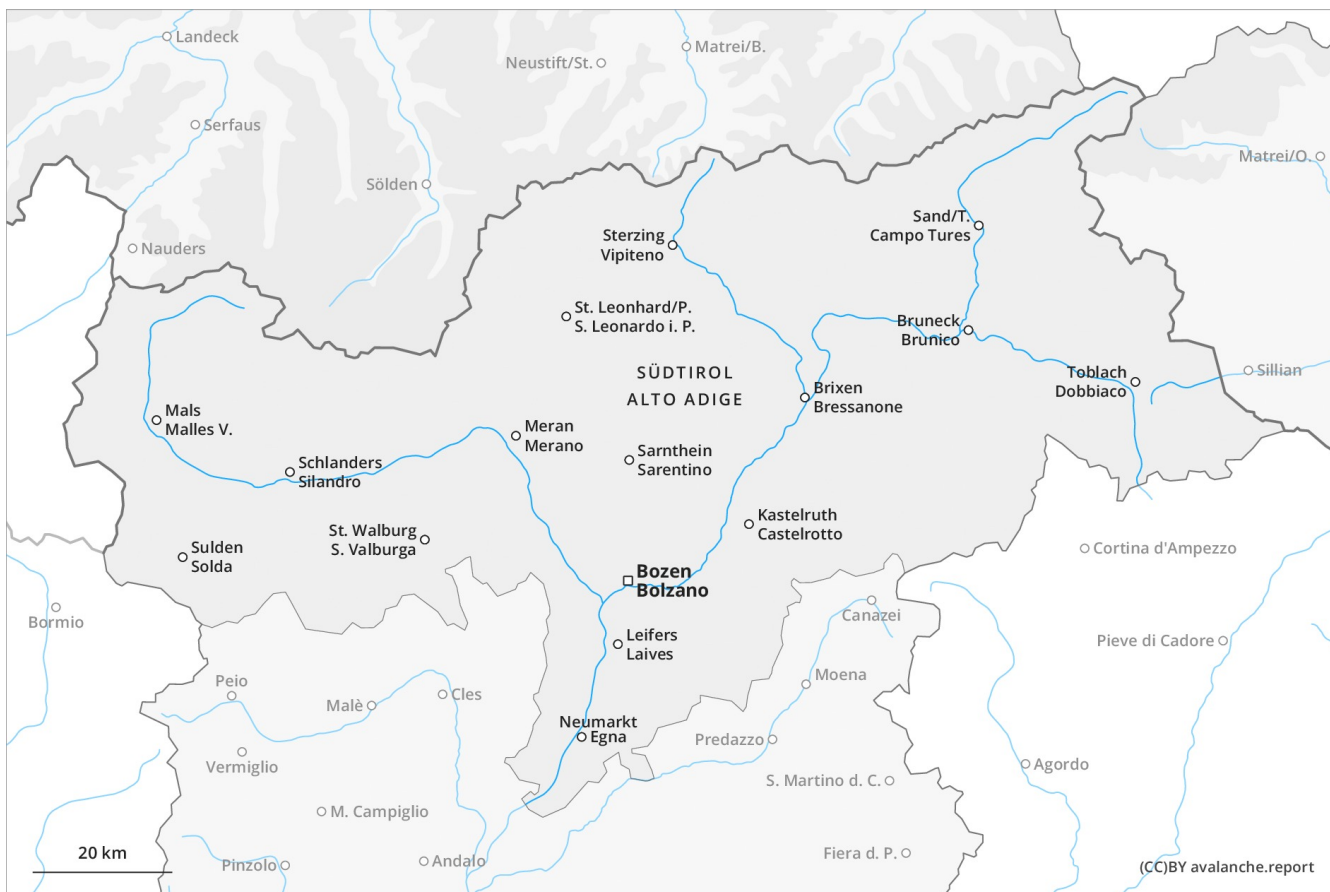 Landeck
Matrei/B.
Neustift/St.
Serfaus
Matrei/O.
Sölden
Nauders
Sand/T.
Campo Tures
Sterzing
Vipiteno
St. Leonhard/P.
S. Leonardo i. P.
Bruneck
Brunico
SÜDTIROL
ALTO ADIGE
Toblach
Dobbiaco
Sillian
Brixen
Bressanone
Mals
Malles V.
Meran
Merano
Sarnthein
Sarentino
Schlanders
Silandro
Kastelruth
Castelrotto
St. Walburg
S. Valburga
Sulden
Solda
Cortina d'Ampezzo
Bozen
Bolzano
Bormio
Canazei
Leifers
Laives
Pieve di Cadore
Peio
Malè
Cles
Moena
Neumarkt
Egna
Predazzo
Vermiglio
Agordo
S. Martino d. C.
M. Campiglio
20 km
Pinzolo
Andalo
Fiera d. P.
(CC)BY avalanche.report